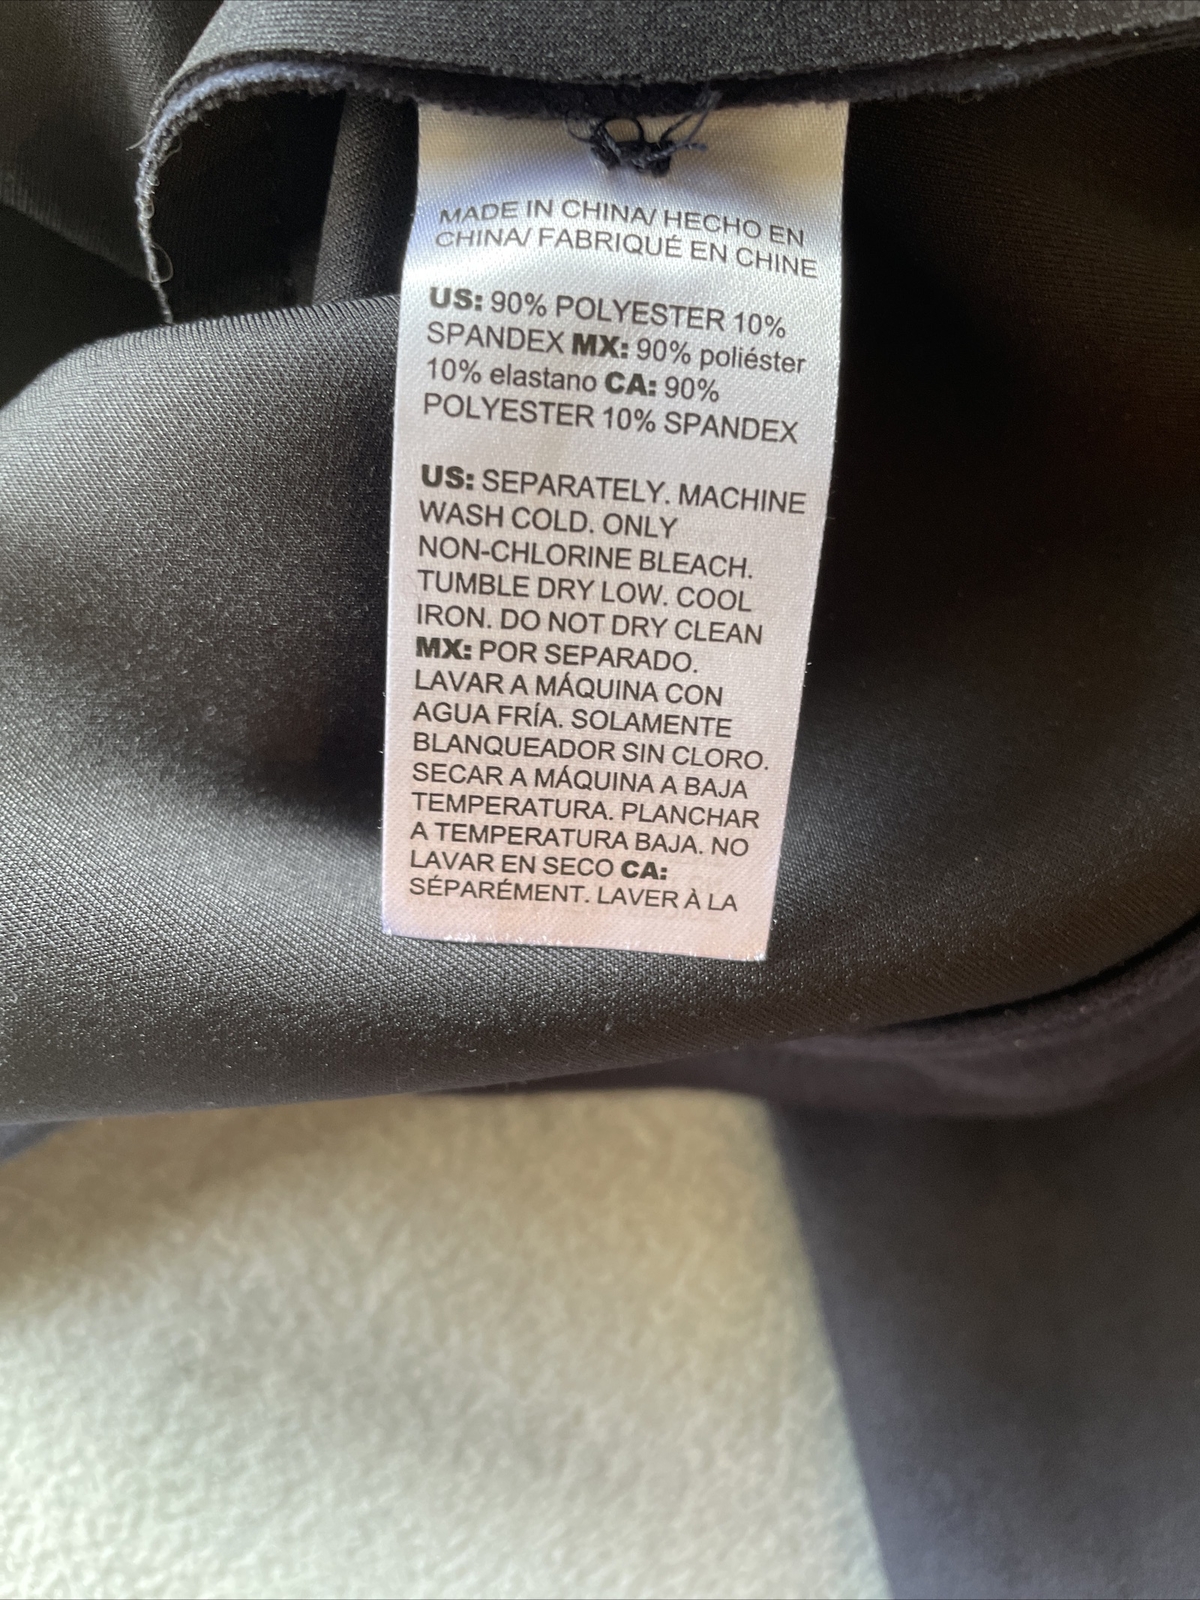 MADE IN CHINA/ HECHO EN
CHINA/ FABRIQUÉ EN CHINE
US: 90% POLYESTER 10%
SPANDEX MX: 90% poliéster
10% elastano CA: 90%
POLYESTER 10% SPANDEX
US: SEPARATELY. MACHINE
WASH COLD. ONLY
NON-CHLORINE BLEACH.
TUMBLE DRY LOW. COOL
IRON. DO NOT DRY CLEAN
MX: POR SEPARADO.
LAVAR A MÁQUINA CON
AGUA FRÍA. SOLAMENTE
BLANQUEADOR SIN CLORO.
SECAR A MÁQUINA A BAJA
TEMPERATURA. PLANCHAR
A TEMPERATURA BAJA. NO
LAVAR EN SECO CA:
SÉPARÉMENT. LAVER À LA